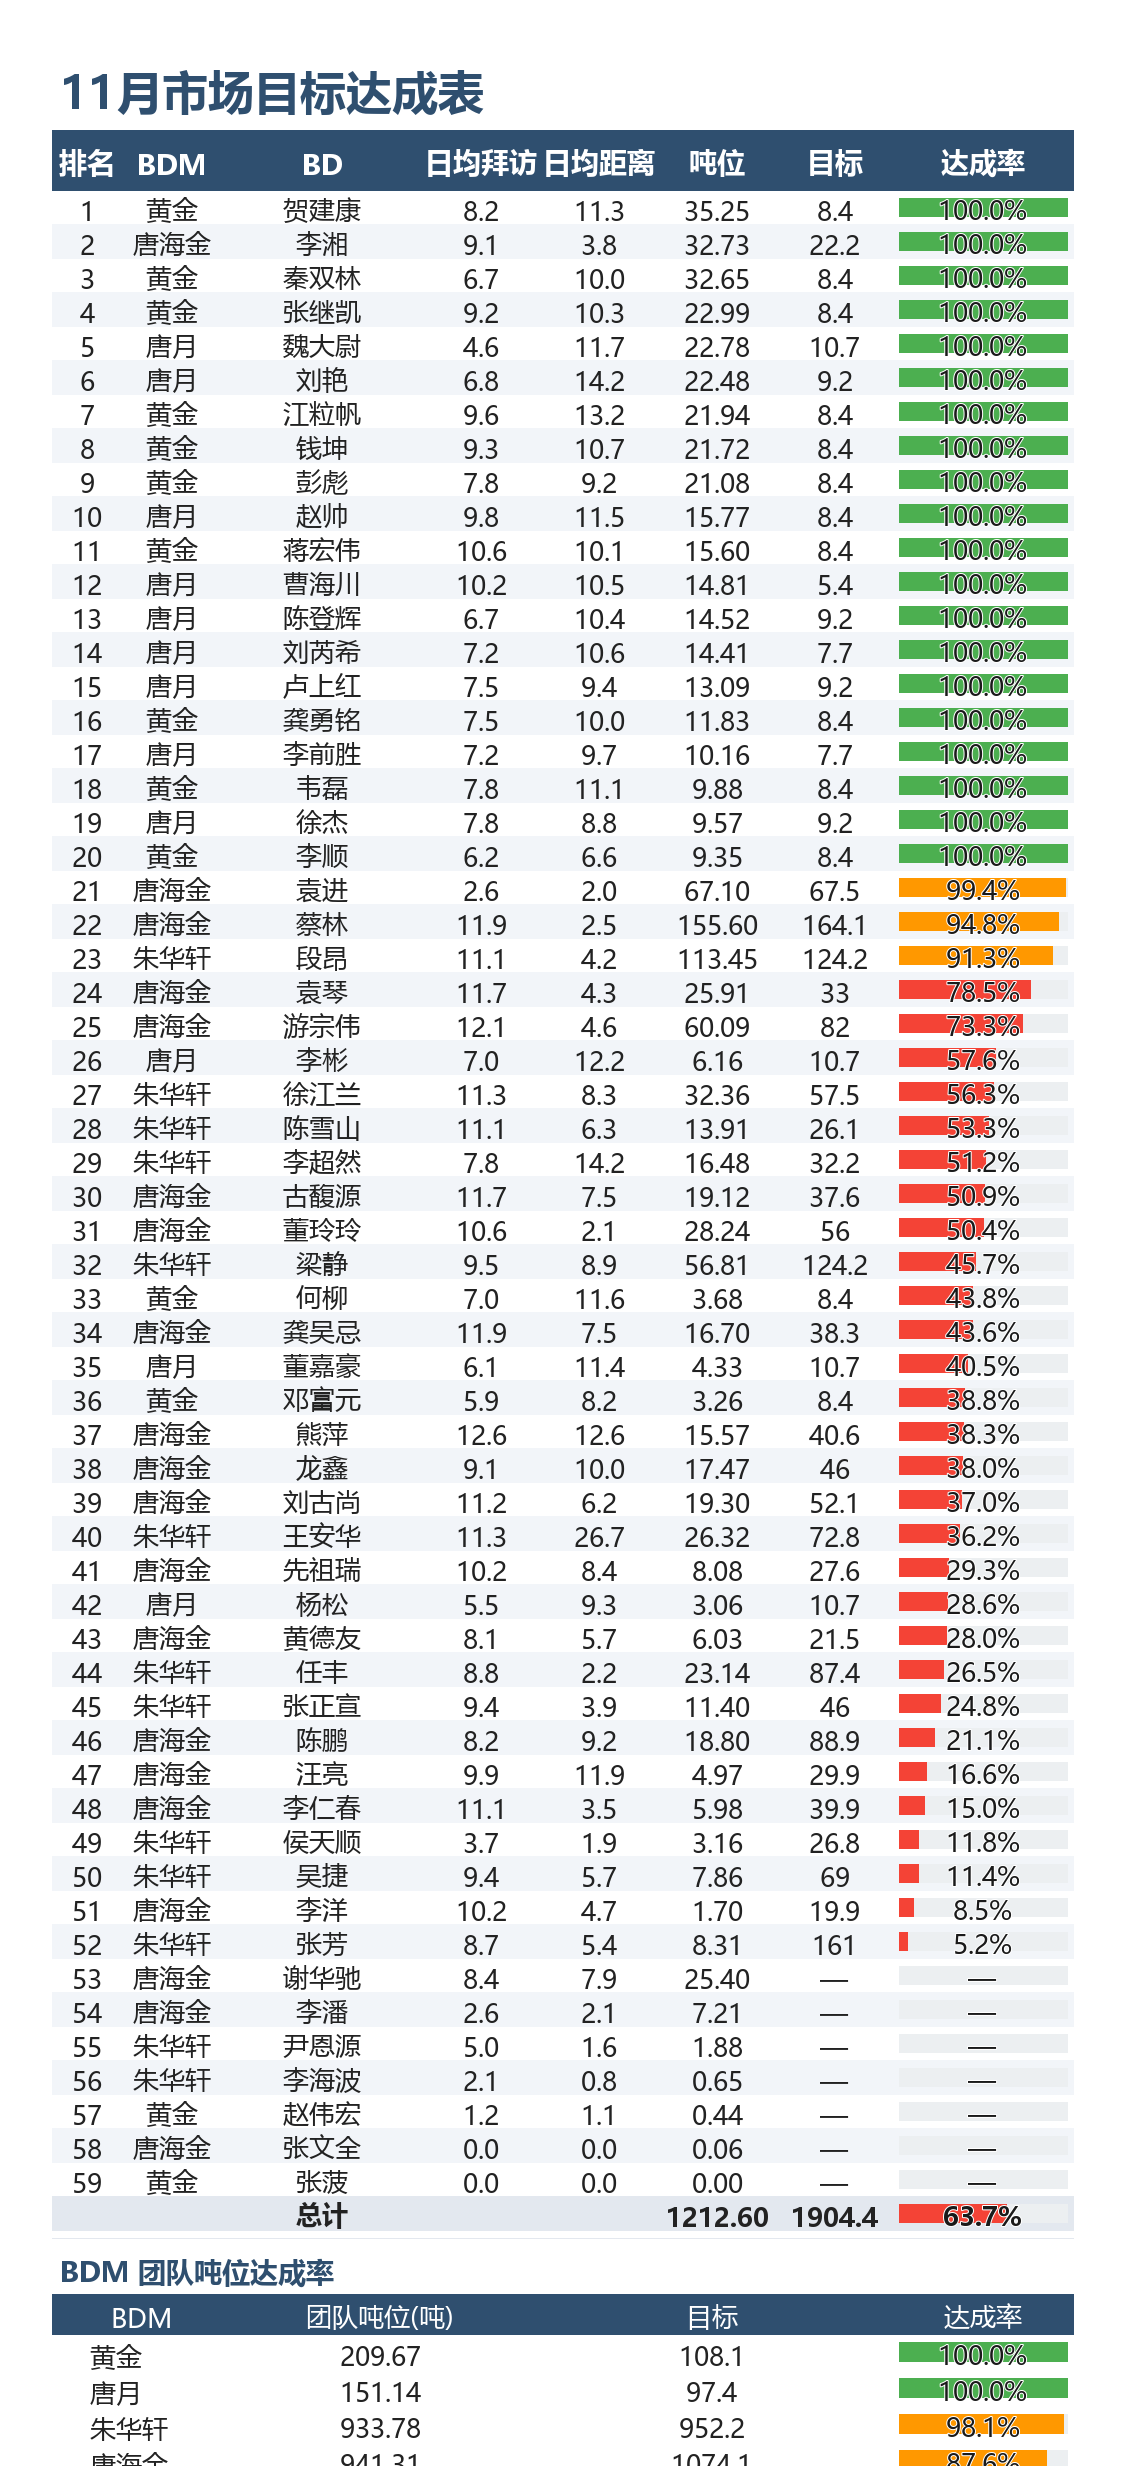 11月市场目标达成表
排名 BDM BD 日均拜访 日均距离 吨位 目标 达成率
1 黄金 贺建康 8.2 11.3 35.25 8.4 100.0%
2 唐海金 李湘 9.1 3.8 32.73 22.2 100.0%
3 黄金 秦双林 6.7 10.0 32.65 8.4 100.0%
4 黄金 张继凯 9.2 10.3 22.99 8.4 100.0%
5 唐月 魏大尉 4.6 11.7 22.78 10.7 100.0%
6 唐月 刘艳 6.8 14.2 22.48 9.2 100.0%
7 黄金 江粒帆 9.6 13.2 21.94 8.4 100.0%
8 黄金 钱坤 9.3 10.7 21.72 8.4 100.0%
9 黄金 彭彪 7.8 9.2 21.08 8.4 100.0%
10 唐月 赵帅 9.8 11.5 15.77 8.4 100.0%
11 黄金 蒋宏伟 10.6 10.1 15.60 8.4 100.0%
12 唐月 曹海川 10.2 10.5 14.81 5.4 100.0%
13 唐月 陈登辉 6.7 10.4 14.52 9.2 100.0%
14 唐月 刘芮希 7.2 10.6 14.41 7.7 100.0%
15 唐月 卢上红 7.5 9.4 13.09 9.2 100.0%
16 黄金 龚勇铭 7.5 10.0 11.83 8.4 100.0%
17 唐月 李前胜 7.2 9.7 10.16 7.7 100.0%
18 黄金 韦磊 7.8 11.1 9.88 8.4 100.0%
19 唐月 徐杰 7.8 8.8 9.57 9.2 100.0%
20 黄金 李顺 6.2 6.6 9.35 8.4 100.0%
21 唐海金 袁进 2.6 2.0 67.10 67.5 99.4%
22 唐海金 蔡林 11.9 2.5 155.60 164.1 94.8%
23 朱华轩 段昂 11.1 4.2 113.45 124.2 91.3%
24 唐海金 袁琴 11.7 4.3 25.91 33 78.5%
25 唐海金 游宗伟 12.1 4.6 60.09 82 73.3%
26 唐月 李彬 7.0 12.2 6.16 10.7 57.6%
27 朱华轩 徐江兰 11.3 8.3 32.36 57.5 56.3%
28 朱华轩 陈雪山 11.1 6.3 13.91 26.1 53.3%
29 朱华轩 李超然 7.8 14.2 16.48 32.2 51.2%
30 唐海金 古馥源 11.7 7.5 19.12 37.6 50.9%
31 唐海金 董玲玲 10.6 2.1 28.24 56 50.4%
32 朱华轩 梁静 9.5 8.9 56.81 124.2 45.7%
33 黄金 何柳 7.0 11.6 3.68 8.4 43.8%
34 唐海金 龚吴忌 11.9 7.5 16.70 38.3 43.6%
35 唐月 董嘉豪 6.1 11.4 4.33 10.7 40.5%
36 黄金 邓富元 5.9 8.2 3.26 8.4 38.8%
37 唐海金 熊萍 12.6 12.6 15.57 40.6 38.3%
38 唐海金 龙鑫 9.1 10.0 17.47 46 38.0%
39 唐海金 刘古尚 11.2 6.2 19.30 52.1 37.0%
40 朱华轩 王安华 11.3 26.7 26.32 72.8 36.2%
41 唐海金 先祖瑞 10.2 8.4 8.08 27.6 29.3%
42 唐月 杨松 5.5 9.3 3.06 10.7 28.6%
43 唐海金 黄德友 8.1 5.7 6.03 21.5 28.0%
44 朱华轩 任丰 8.8 2.2 23.14 87.4 26.5%
45 朱华轩 张正宣 9.4 3.9 11.40 46 24.8%
46 唐海金 陈鹏 8.2 9.2 18.80 88.9 21.1%
47 唐海金 汪亮 9.9 11.9 4.97 29.9 16.6%
48 唐海金 李仁春 11.1 3.5 5.98 39.9 15.0%
49 朱华轩 侯天顺 3.7 1.9 3.16 26.8 11.8%
50 朱华轩 吴捷 9.4 5.7 7.86 69 11.4%
51 唐海金 李洋 10.2 4.7 1.70 19.9 8.5%
52 朱华轩 张芳 8.7 5.4 8.31 161 5.2%
53 唐海金 谢华驰 8.4 7.9 25.40 — —
54 唐海金 李潘 2.6 2.1 7.21 — —
55 朱华轩 尹恩源 5.0 1.6 1.88 — —
56 朱华轩 李海波 2.1 0.8 0.65 — —
57 黄金 赵伟宏 1.2 1.1 0.44 — —
58 唐海金 张文全 0.0 0.0 0.06 — —
59 黄金 张菠 0.0 0.0 0.00 — —
总计 1212.60 1904.4 63.7%
BDM 团队吨位达成率
BDM 团队吨位(吨) 目标 达成率
黄金 209.67 108.1 100.0%
唐月 151.14 97.4 100.0%
朱华轩 933.78 952.2 98.1%
唐海金 941.31 1074.1 87.6%